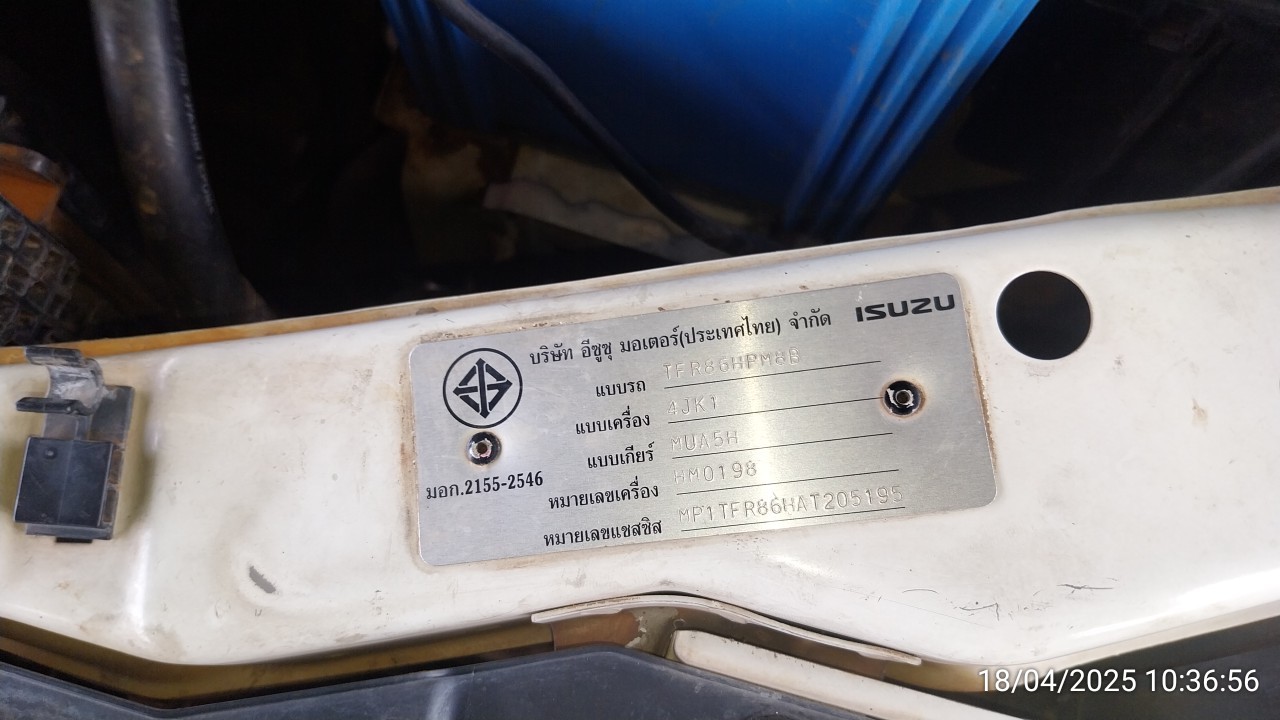 บริษัท อีซูซุ มอเตอร์(ประเทศไทย) จำกัด ISUZU
แบบรถ TFR86HPM8B
แบบเครื่อง 4JK1
แบบเกียร์ MUA5H
มอก.2155-2546
หมายเลขเครื่อง HM0198
หมายเลขแชสซิส MP1TFR86HAT205195
18/04/2025 10:36:56